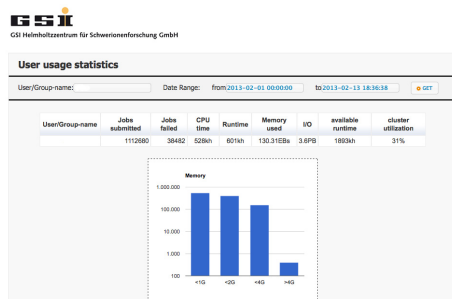 GSI
GSI Helmholtzzentrum für Schwerionenforschung GmbH
User usage statistics
User/Group-name: Date Range: from 2013-02-01 00:00:00 to 2013-02-13 18:36:38 GET
User/Group-name Jobs submitted Jobs failed CPU time Runtime Memory used I/O available runtime cluster utilization
1112680 38482 528kh 601kh 130.31EBs 3.6PB 1893kh 31%
Memory
1.000.000
100.000
10.000
1.000
100
<1G <2G <4G >4G